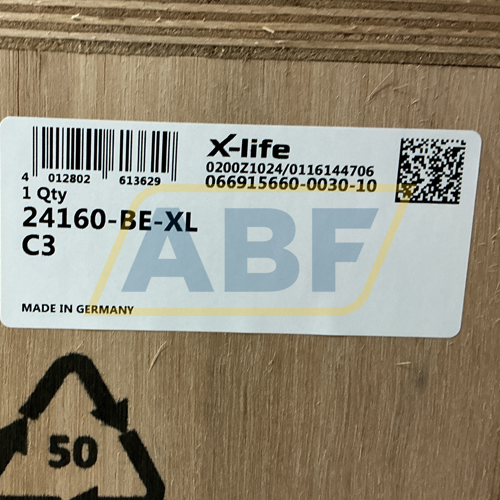 X-life
4 012802 613629
0200Z1024/0116144706
066915660-0030-10
1 Qty
24160-BE-XL
C3
ABF
MADE IN GERMANY
50